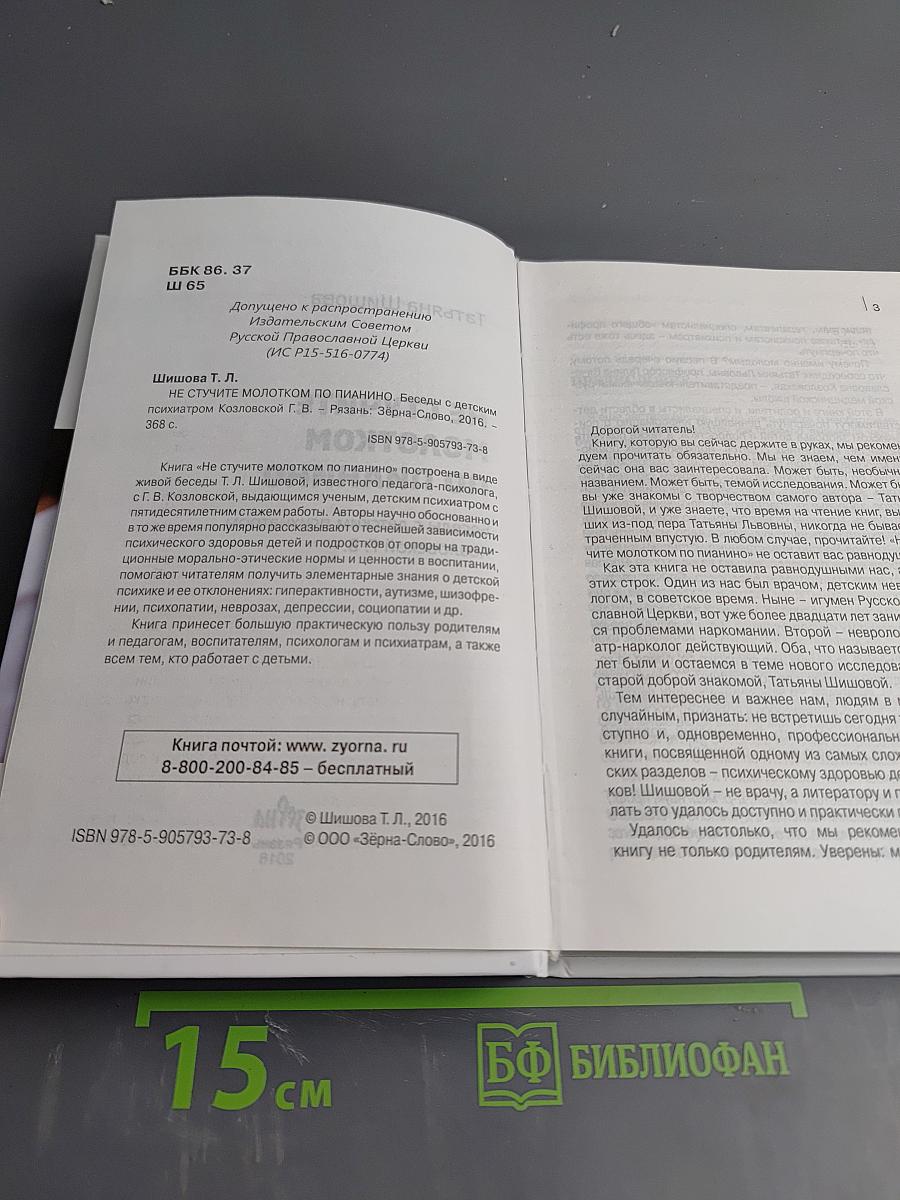 ББК 86. 37
Ш 65
Допущено к распространению
Издательским Советом
Русской Православной Церкви
(ИС Р15-516-0774)
Шишова Т. Л.
НЕ СТУЧИТЕ МОЛОТКОМ ПО ПИАНИНО. Беседы с детским
психиатром Козловской Г. В. – Рязань: Зёрна-Слово, 2016. –
368 с.
ISBN 978-5-905793-73-8
Книга «Не стучите молотком по пианино» построена в виде
живой беседы Т. Л. Шишовой, известного педагога-психолога,
с Г. В. Козловской, выдающимся ученым, детским психиатром с
пятидесятилетним стажем работы. Авторы научно обоснованно и
в то же время популярно рассказывают о теснейшей зависимости
психического здоровья детей и подростков от опоры на тради-
ционные морально-этические нормы и ценности в воспитании,
помогают читателям получить элементарные знания о детской
психике и ее отклонениях: гиперактивности, аутизме, шизофре-
нии, психопатии, неврозах, депрессии, социопатии и др.
Книга принесет большую практическую пользу родителям
и педагогам, воспитателям, психологам и психиатрам, а также
всем тем, кто работает с детьми.
Книга почтой: www. zyorna. ru
8-800-200-84-85 – бесплатный
© Шишова Т. Л., 2016
ISBN 978-5-905793-73-8 © ООО «Зёрна-Слово», 2016
3
Дорогой читатель!
Книгу, которую вы сейчас держите в руках, мы рекомен
дуем прочитать обязательно. Мы не знаем, чем имен
сейчас она вас заинтересовала. Может быть, необычн
названием. Может быть, темой исследования. Может б
вы уже знакомы с творчеством самого автора – Тать
Шишовой, и уже знаете, что время на чтение книг, вы
ших из-под пера Татьяны Львовны, никогда не бывае
траченным впустую. В любом случае, прочитайте! «Н
чите молотком по пианино» не оставит вас равнодуш
Как эта книга не оставила равнодушными нас, а
этих строк. Один из нас был врачом, детским нев
логом, в советское время. Ныне – игумен Русско
славной Церкви, вот уже более двадцати лет зани
ся проблемами наркомании. Второй – невроло
атр-нарколог действующий. Оба, что называетс
лет были и остаемся в теме нового исследова
старой доброй знакомой, Татьяны Шишовой.
Тем интереснее и важнее нам, людям в
случайным, признать: не встретишь сегодня
ступно и, одновременно, профессиональн
книги, посвященной одному из самых слож
ских разделов – психическому здоровью де
ков! Шишовой – не врачу, а литератору и п
лать это удалось доступно и практически
Удалось настолько, что мы рекоме
книгу не только родителям. Уверены: м
15 см
БФ БИБЛИОФАН